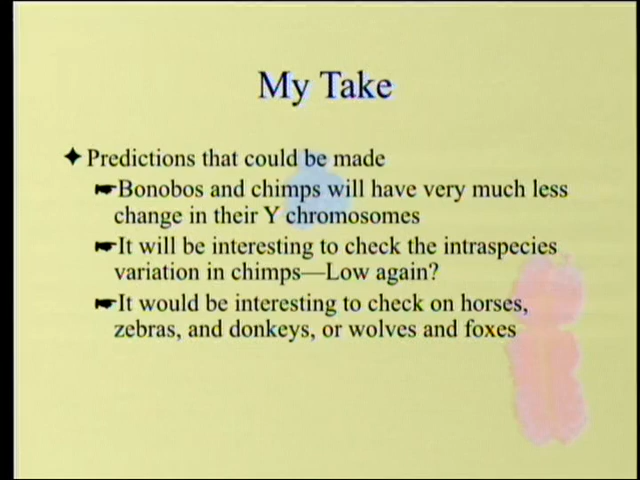 My Take
✦Predictions that could be made
☛Bonobos and chimps will have very much less
change in their Y chromosomes
☛It will be interesting to check the intraspecies
variation in chimps—Low again?
☛It would be interesting to check on horses,
zebras, and donkeys, or wolves and foxes